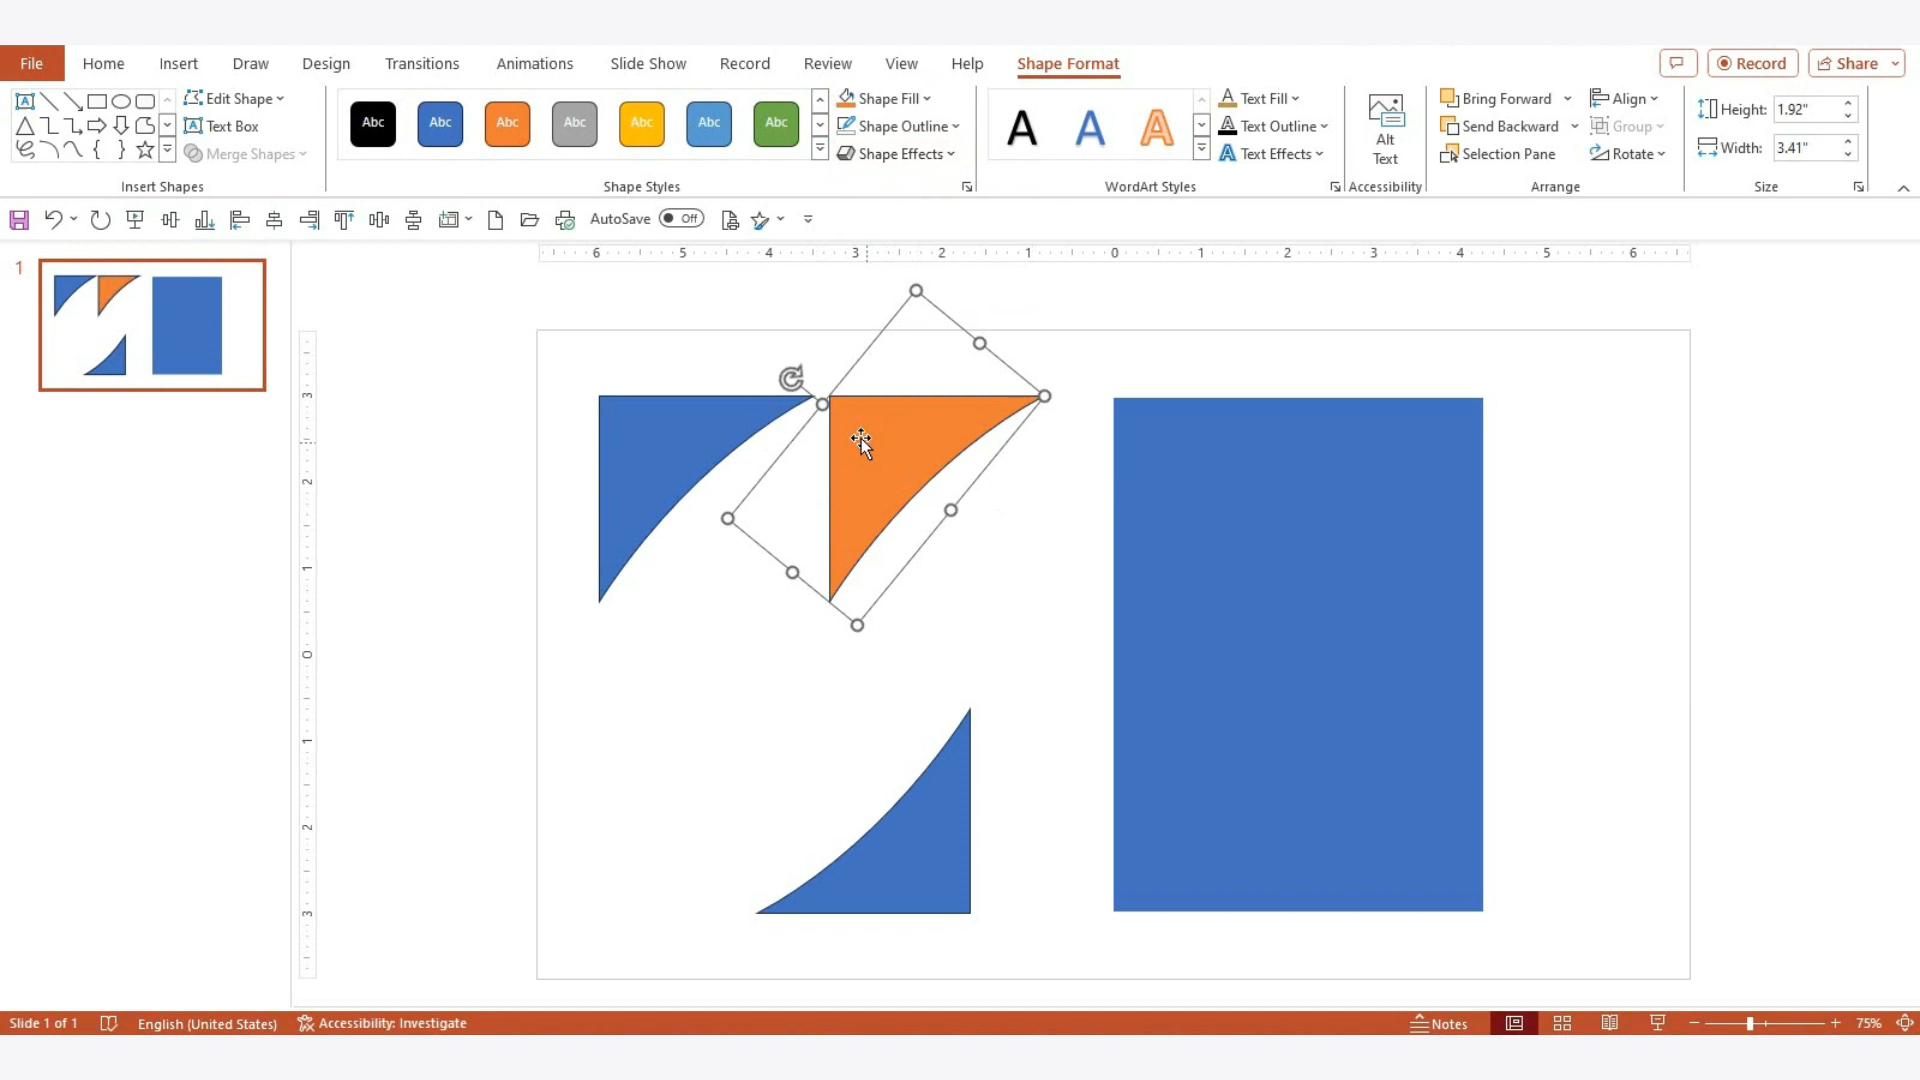 File Home Insert Draw Design Transitions Animations Slide Show Record Review View Help Shape Format Record Share
Edit Shape
Text Box
Merge Shapes
Insert Shapes
Abc Abc Abc Abc Abc Abc Abc
Shape Fill
Shape Outline
Shape Effects
Shape Styles
A A A
Text Fill
Text Outline
Text Effects
WordArt Styles
Alt
Text
Accessibility
Bring Forward
Send Backward
Selection Pane
Align
Group
Rotate
Arrange
Height: 1.92"
Width: 3.41"
Size
AutoSave Off
6 5 4 3 2 1 0 1 2 3 4 5 6
1
3
2
1
0
1
2
3
Slide 1 of 1 English (United States) Accessibility: Investigate Notes 75%